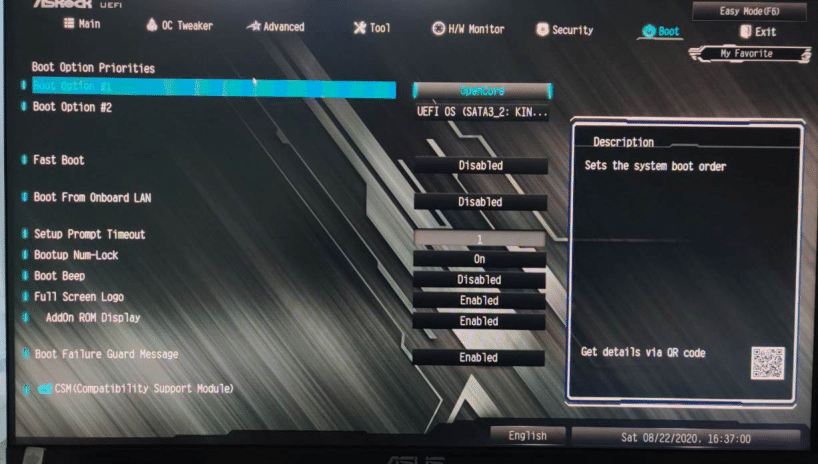 ASRock UEFI
Easy Mode(F6)
Main OC Tweaker Advanced Tool H/W Monitor Security Boot Exit
My Favorite
Boot Option Priorities
Boot Option #1 OpenCore
Boot Option #2 UEFI OS (SATA3_2: KIN...
Fast Boot Disabled
Boot From Onboard LAN Disabled
Setup Prompt Timeout 1
Bootup Num-Lock On
Boot Beep Disabled
Full Screen Logo Enabled
AddOn ROM Display Enabled
Boot Failure Guard Message Enabled
CSM(Compatibility Support Module)
Description
Sets the system boot order
Get details via QR code
English
Sat 08/22/2020. 16:37:00
ASUS